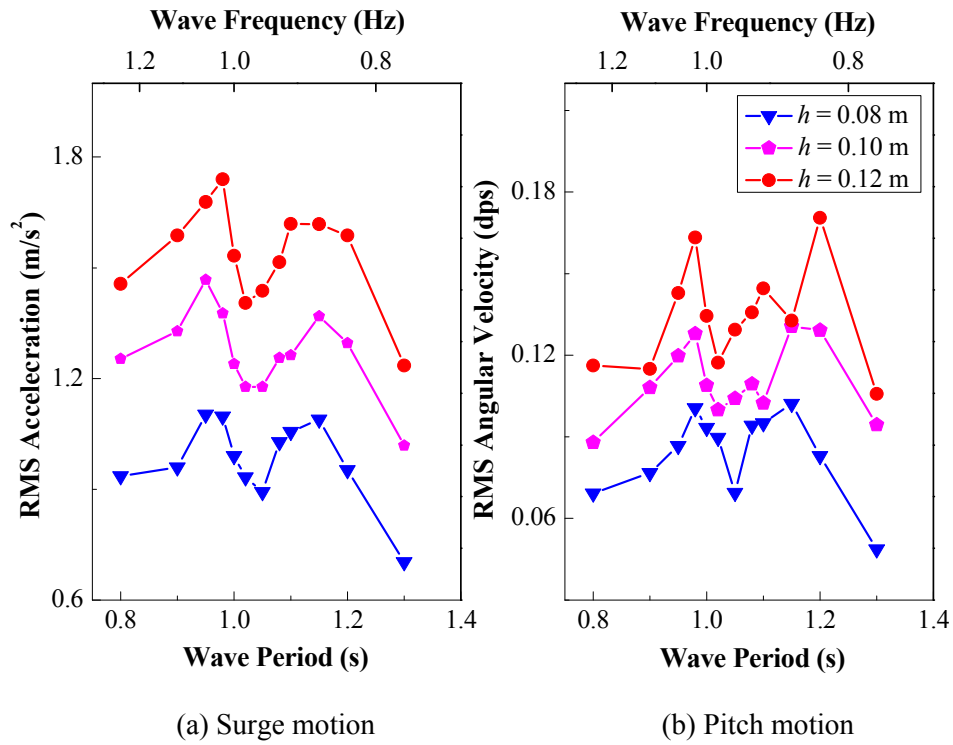 Wave Frequency (Hz)
1.2 1.0 0.8
RMS Accelecration (m/s²)
1.8
1.2
0.6
0.8 1.0 1.2 1.4
Wave Period (s)
(a) Surge motion
Wave Frequency (Hz)
1.2 1.0 0.8
h = 0.08 m
h = 0.10 m
h = 0.12 m
RMS Angular Velocity (dps)
0.18
0.12
0.06
0.8 1.0 1.2 1.4
Wave Period (s)
(b) Pitch motion